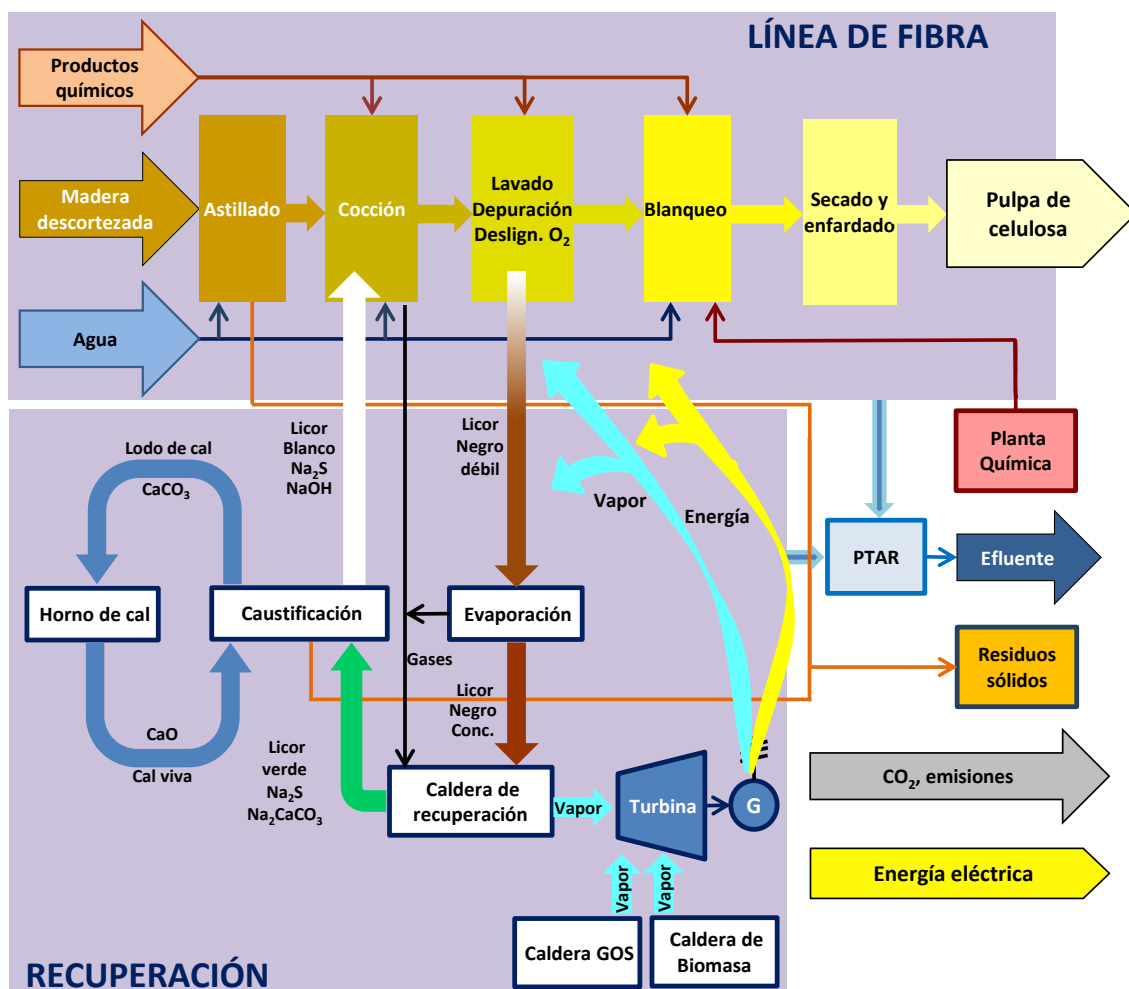 LÍNEA DE FIBRA
Productos
químicos
Madera
descortezada
Astillado
Cocción
Lavado
Depuración
Deslign. O₂
Blanqueo
Secado y
enfardado
Pulpa de
celulosa
Agua
Licor
Blanco
Na₂S
NaOH
Licor
Negro
débil
Lodo de cal
CaCO₃
Vapor
Energía
Planta
Química
PTAR
Efluente
Horno de cal
Caustificación
Evaporación
Gases
Residuos
sólidos
Licor
Negro
Conc.
CaO
Cal viva
Licor
verde
Na₂S
Na₂CaCO₃
Caldera de
recuperación
Vapor
Turbina
G
CO₂, emisiones
Energía eléctrica
Vapor
Vapor
Caldera GOS
Caldera de
Biomasa
RECUPERACIÓN